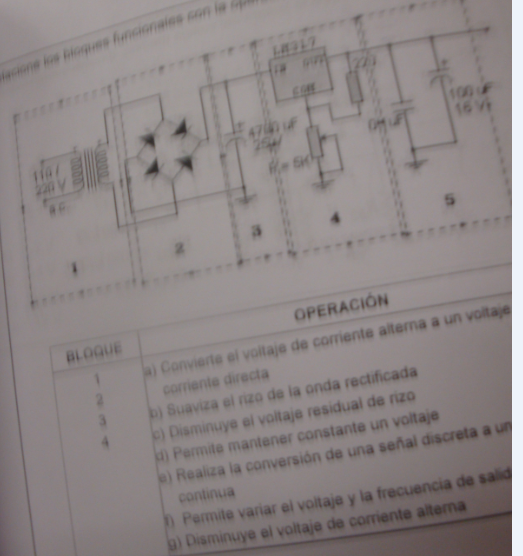 los bloques funcionales con la
LM317
IN
COM
220
110 /
220 V
a.c.
4700 uF
25v
R = 5K
100 uF
16 V
1
2
3
4
5
BLOQUE
OPERACIÓN
1
2
3
4
a) Convierte el voltaje de corriente alterna a un voltaje
corriente directa
b) Suaviza el rizo de la onda rectificada
c) Disminuye el voltaje residual de rizo
d) Permite mantener constante un voltaje
e) Realiza la conversión de una señal discreta a un
continua
f) Permite variar el voltaje y la frecuencia de salid
g) Disminuye el voltaje de corriente alterna